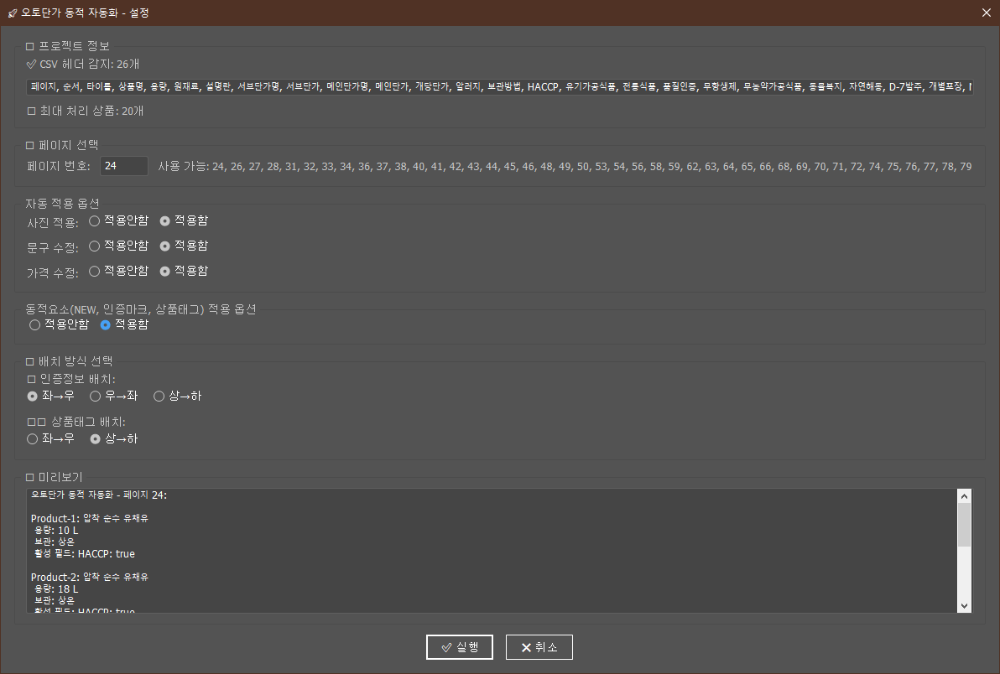 오토단가 동적 자동화 - 설정
프로젝트 정보
CSV 헤더 감지: 26개
페이지, 순서, 타이틀, 상품명, 용량, 원재료, 설명란, 서브단가명, 서브단가, 메인단가명, 메인단가, 개당단가, 알러지, 보관방법, HACCP, 유기가공식품, 전통식품, 품질인증, 무항생제, 무농약가공식품, 동물복지, 자연해동, D-7발주, 개별포장,
최대 처리 상품: 20개
페이지 선택
페이지 번호: 24 사용 가능: 24, 26, 27, 28, 31, 32, 33, 34, 36, 37, 38, 40, 41, 42, 43, 44, 45, 46, 48, 49, 50, 53, 54, 56, 58, 59, 62, 63, 64, 65, 66, 68, 69, 70, 71, 72, 74, 75, 76, 77, 78, 79
자동 적용 옵션
사진 적용: 적용안함 적용함
문구 수정: 적용안함 적용함
가격 수정: 적용안함 적용함
동적요소(NEW, 인증마크, 상품태그) 적용 옵션
적용안함 적용함
배치 방식 선택
인증정보 배치:
좌→우 우→좌 상→하
상품태그 배치:
좌→우 상→하
미리보기
오토단가 동적 자동화 - 페이지 24:
Product-1: 압착 순수 유채유
용량: 10 L
보관: 상온
활성 필드: HACCP: true
Product-2: 압착 순수 유채유
용량: 18 L
보관: 상온
활성 필드: HACCP: true
실행 취소